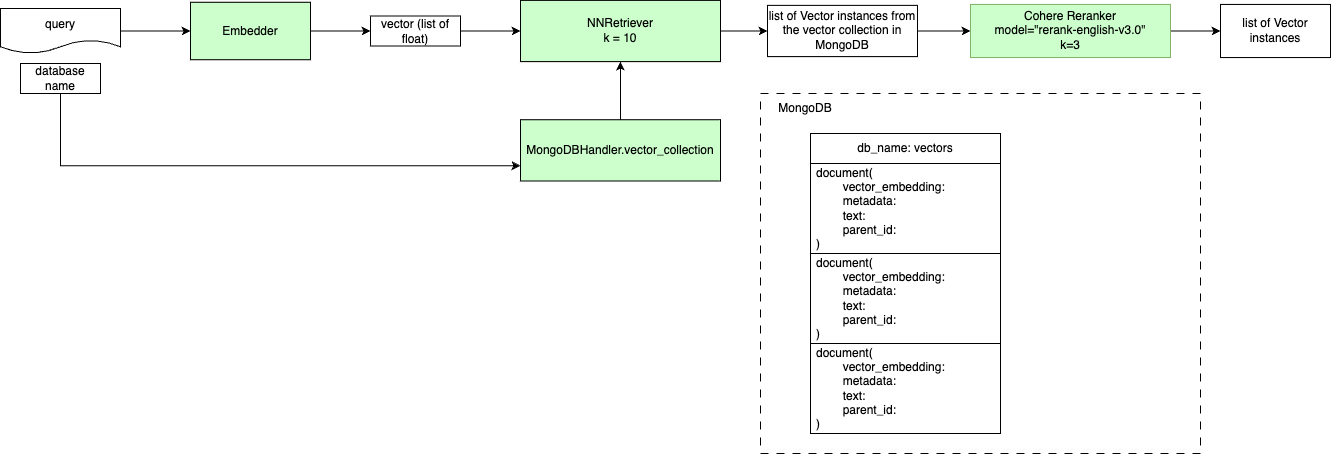 query
database
name
Embedder
vector (list of
float)
NNRetriever
k = 10
MongoDBHandler.vector_collection
list of Vector instances from
the vector collection in
MongoDB
Cohere Reranker
model="rerank-english-v3.0"
k=3
list of Vector
instances
MongoDB
db_name: vectors
document(
vector_embedding:
metadata:
text:
parent_id:
)
document(
vector_embedding:
metadata:
text:
parent_id:
)
document(
vector_embedding:
metadata:
text:
parent_id:
)